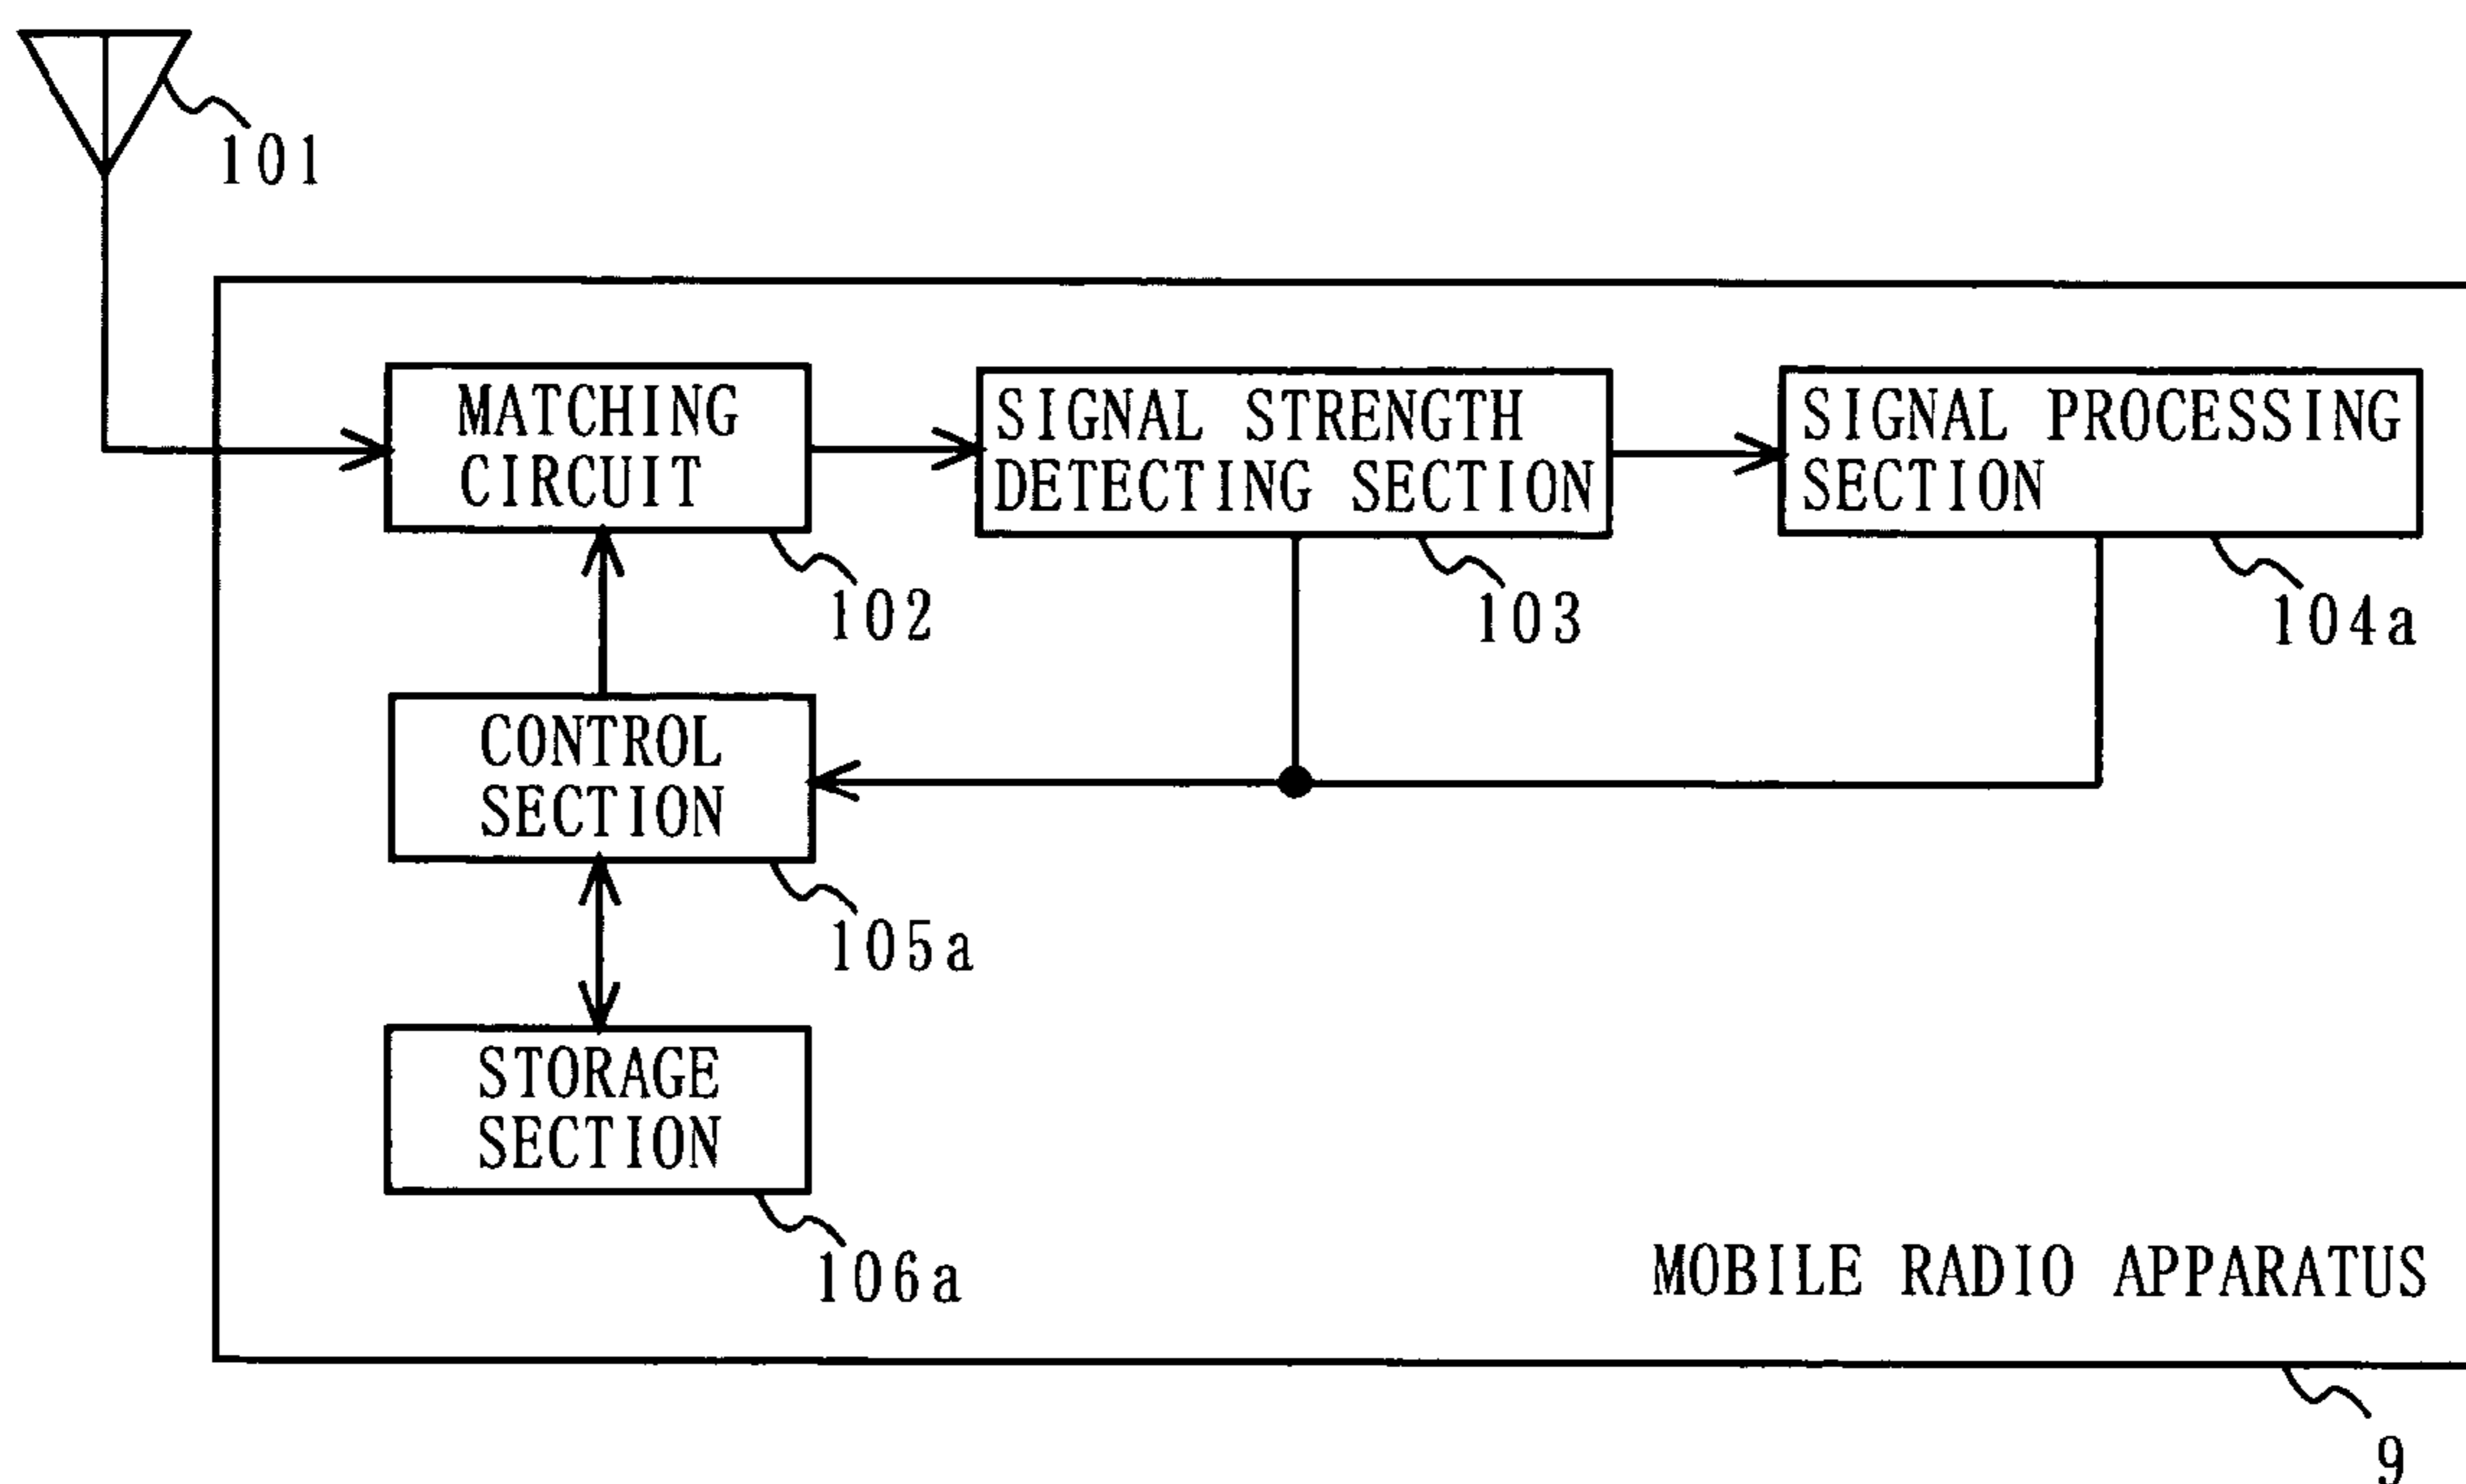 101
MATCHING
CIRCUIT
102
SIGNAL STRENGTH
DETECTING SECTION
103
SIGNAL PROCESSING
SECTION
104a
CONTROL
SECTION
105a
STORAGE
SECTION
106a
MOBILE RADIO APPARATUS
9